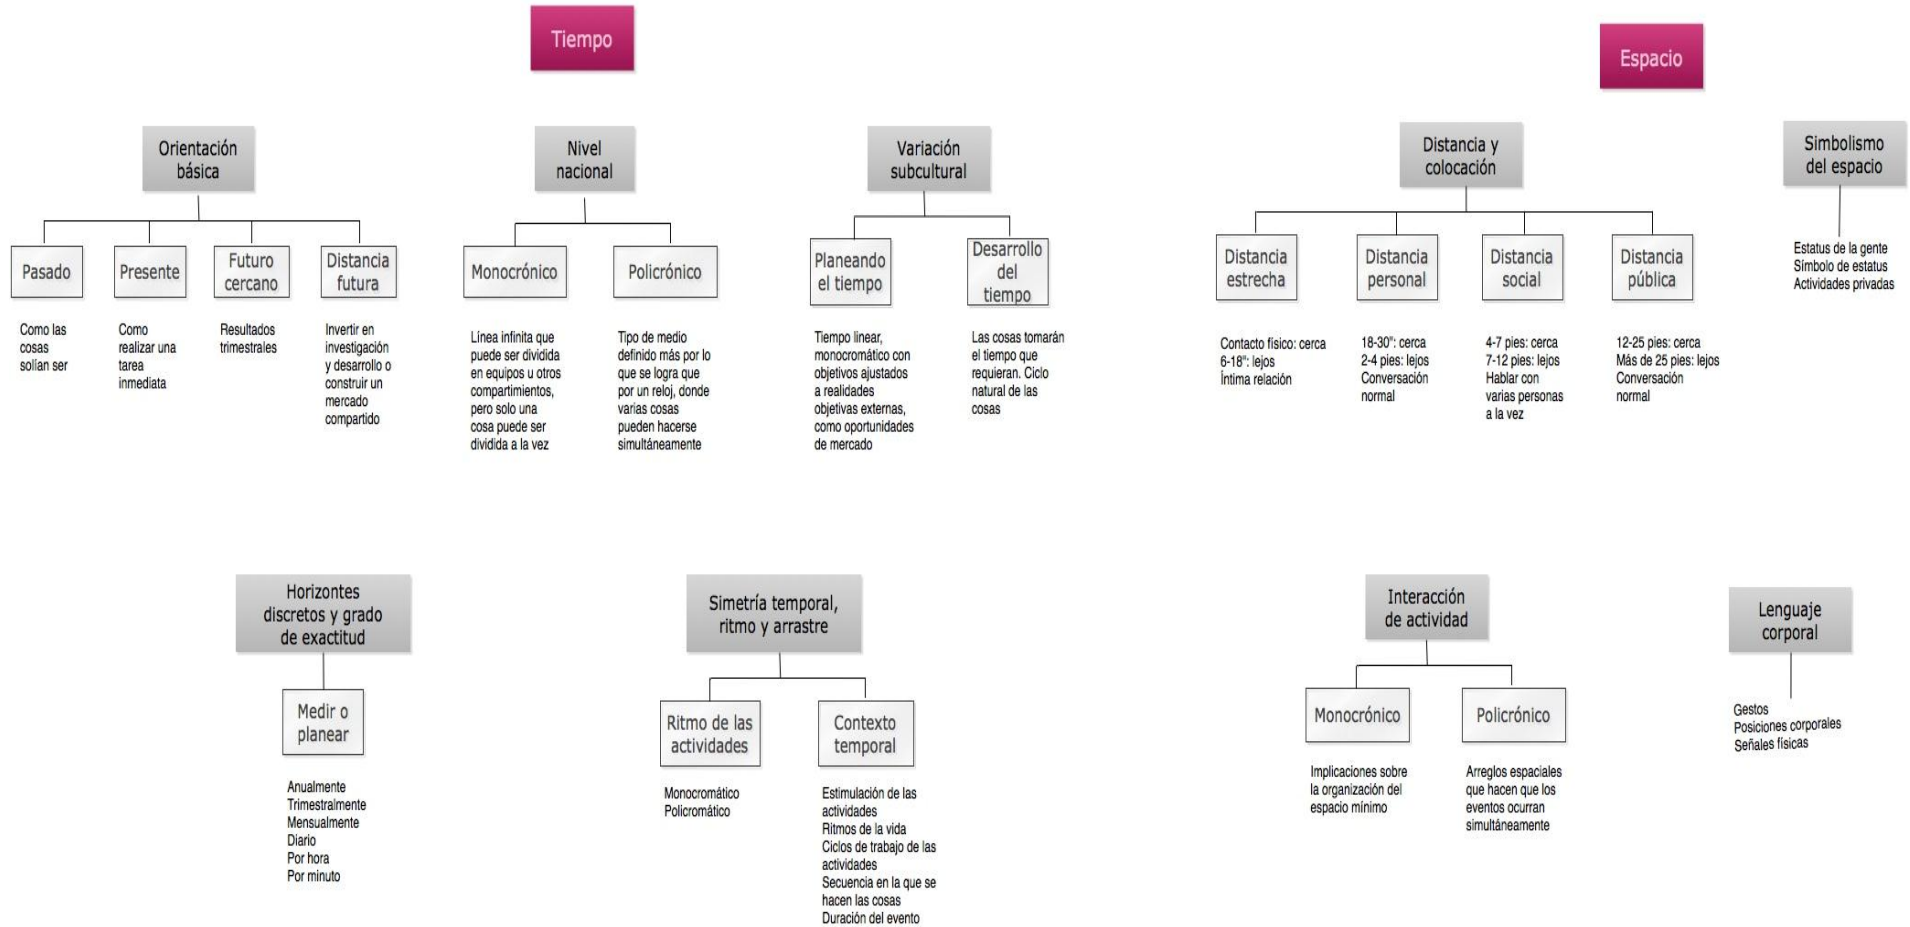 Tiempo
Espacio
Orientación
básica
Nivel
nacional
Variación
subcultural
Distancia y
colocación
Simbolismo
del espacio
Pasado
Presente
Futuro
cercano
Distancia
futura
Monocrónico
Policrónico
Planeando
el tiempo
Desarrollo
del
tiempo
Distancia
estrecha
Distancia
personal
Distancia
social
Distancia
pública
Estatus de la gente
Símbolo de estatus
Actividades privadas
Como las
cosas
solían ser
Como
realizar una
tarea
inmediata
Resultados
trimestrales
Invertir en
investigación
y desarrollo o
construir un
mercado
compartido
Línea infinita que
puede ser dividida
en equipos u otros
compartimientos,
pero solo una
cosa puede ser
dividida a la vez
Tipo de medio
definido más por lo
que se logra que
por un reloj, donde
varias cosas
pueden hacerse
simultáneamente
Tiempo linear,
monocromático con
objetivos ajustados
a realidades
objetivas externas,
como oportunidades
de mercado
Las cosas tomarán
el tiempo que
requieran. Ciclo
natural de las
cosas
Contacto físico: cerca
6-18": lejos
Íntima relación
18-30": cerca
2-4 pies: lejos
Conversación
normal
4-7 pies: cerca
7-12 pies: lejos
Hablar con
varias personas
a la vez
12-25 pies: cerca
Más de 25 pies: lejos
Conversación
normal
Horizontes
discretos y grado
de exactitud
Simetría temporal,
ritmo y arrastre
Interacción
de actividad
Lenguaje
corporal
Medir o
planear
Ritmo de las
actividades
Contexto
temporal
Monocrónico
Policrónico
Gestos
Posiciones corporales
Señales físicas
Anualmente
Trimestralmente
Mensualmente
Diario
Por hora
Por minuto
Monocromático
Policromático
Estimulación de las
actividades
Ritmos de la vida
Ciclos de trabajo de las
actividades
Secuencia en la que se
hacen las cosas
Duración del evento
Implicaciones sobre
la organización del
espacio mínimo
Arreglos espaciales
que hacen que los
eventos ocurran
simultáneamente